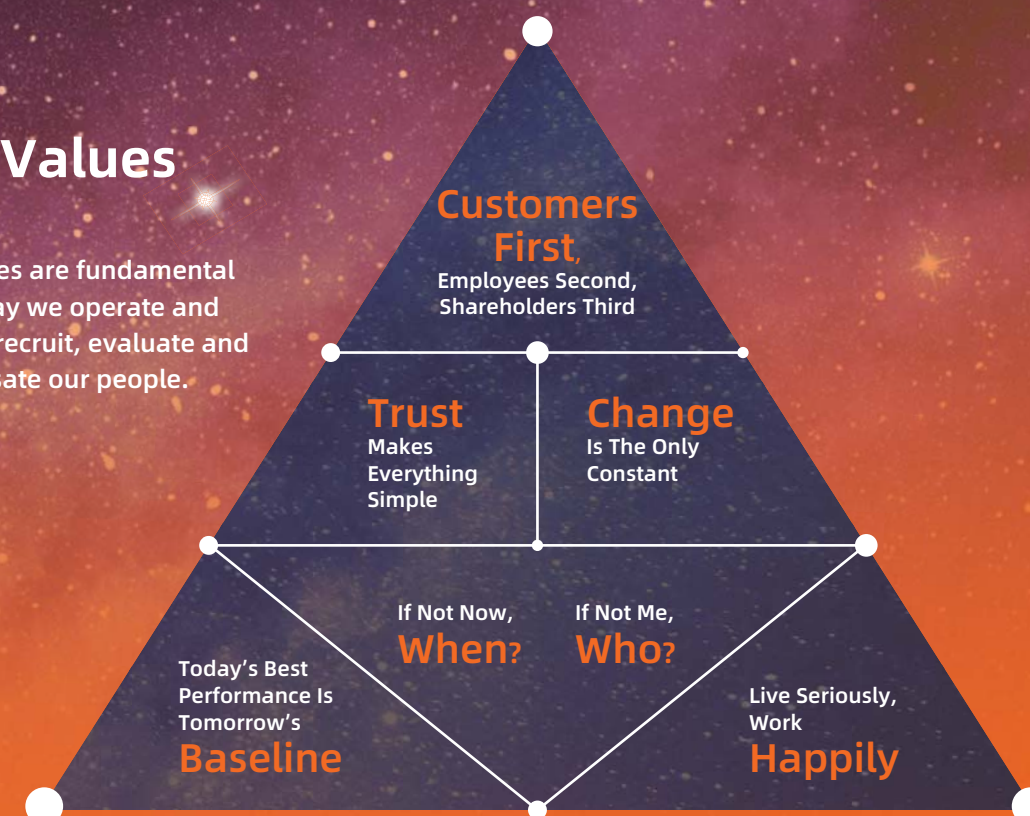 Values
es are fundamental
ay we operate and
recruit, evaluate and
sate our people.
Customers
First,
Employees Second,
Shareholders Third
Trust
Makes
Everything
Simple
Change
Is The Only
Constant
If Not Now,
When?
If Not Me,
Who?
Today's Best
Performance Is
Tomorrow's
Baseline
Live Seriously,
Work
Happily